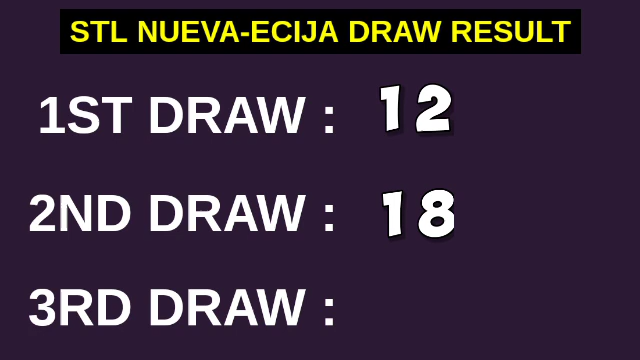 STL NUEVA-ECIJA DRAW RESULT
1ST DRAW : 12
2ND DRAW : 18
3RD DRAW :